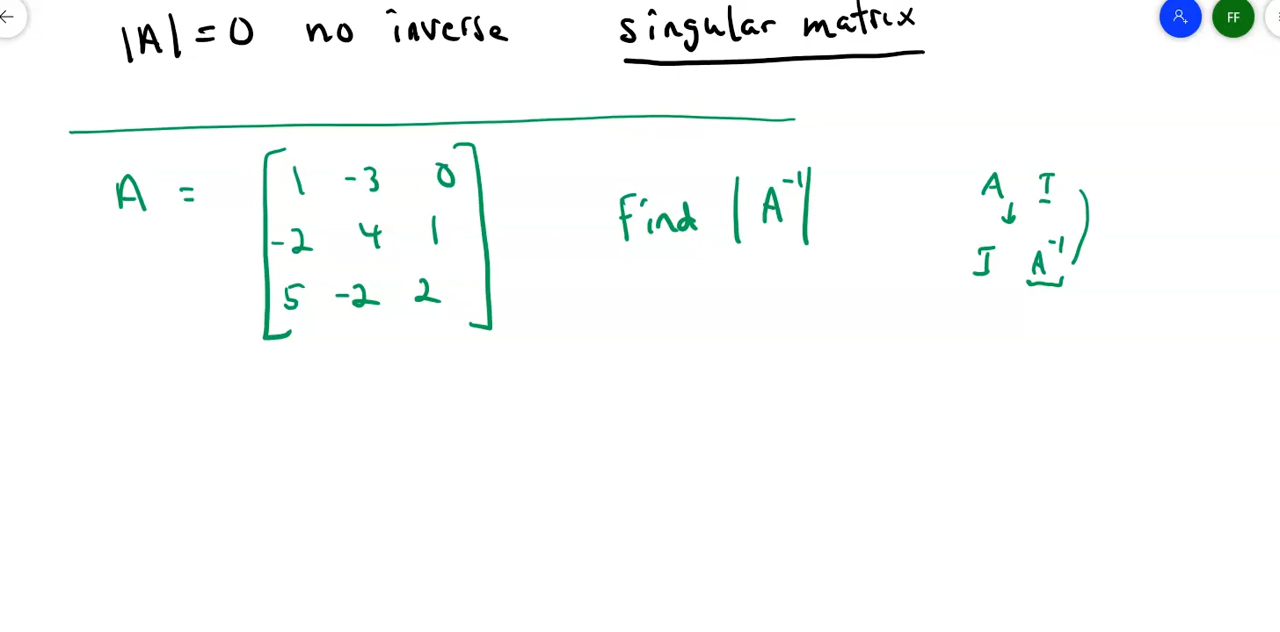 |A| = 0 no inverse singular matrix
FF
A = [1 -3 0
-2 4 1
5 -2 2]
Find |A⁻¹|
A I
↓
I A⁻¹